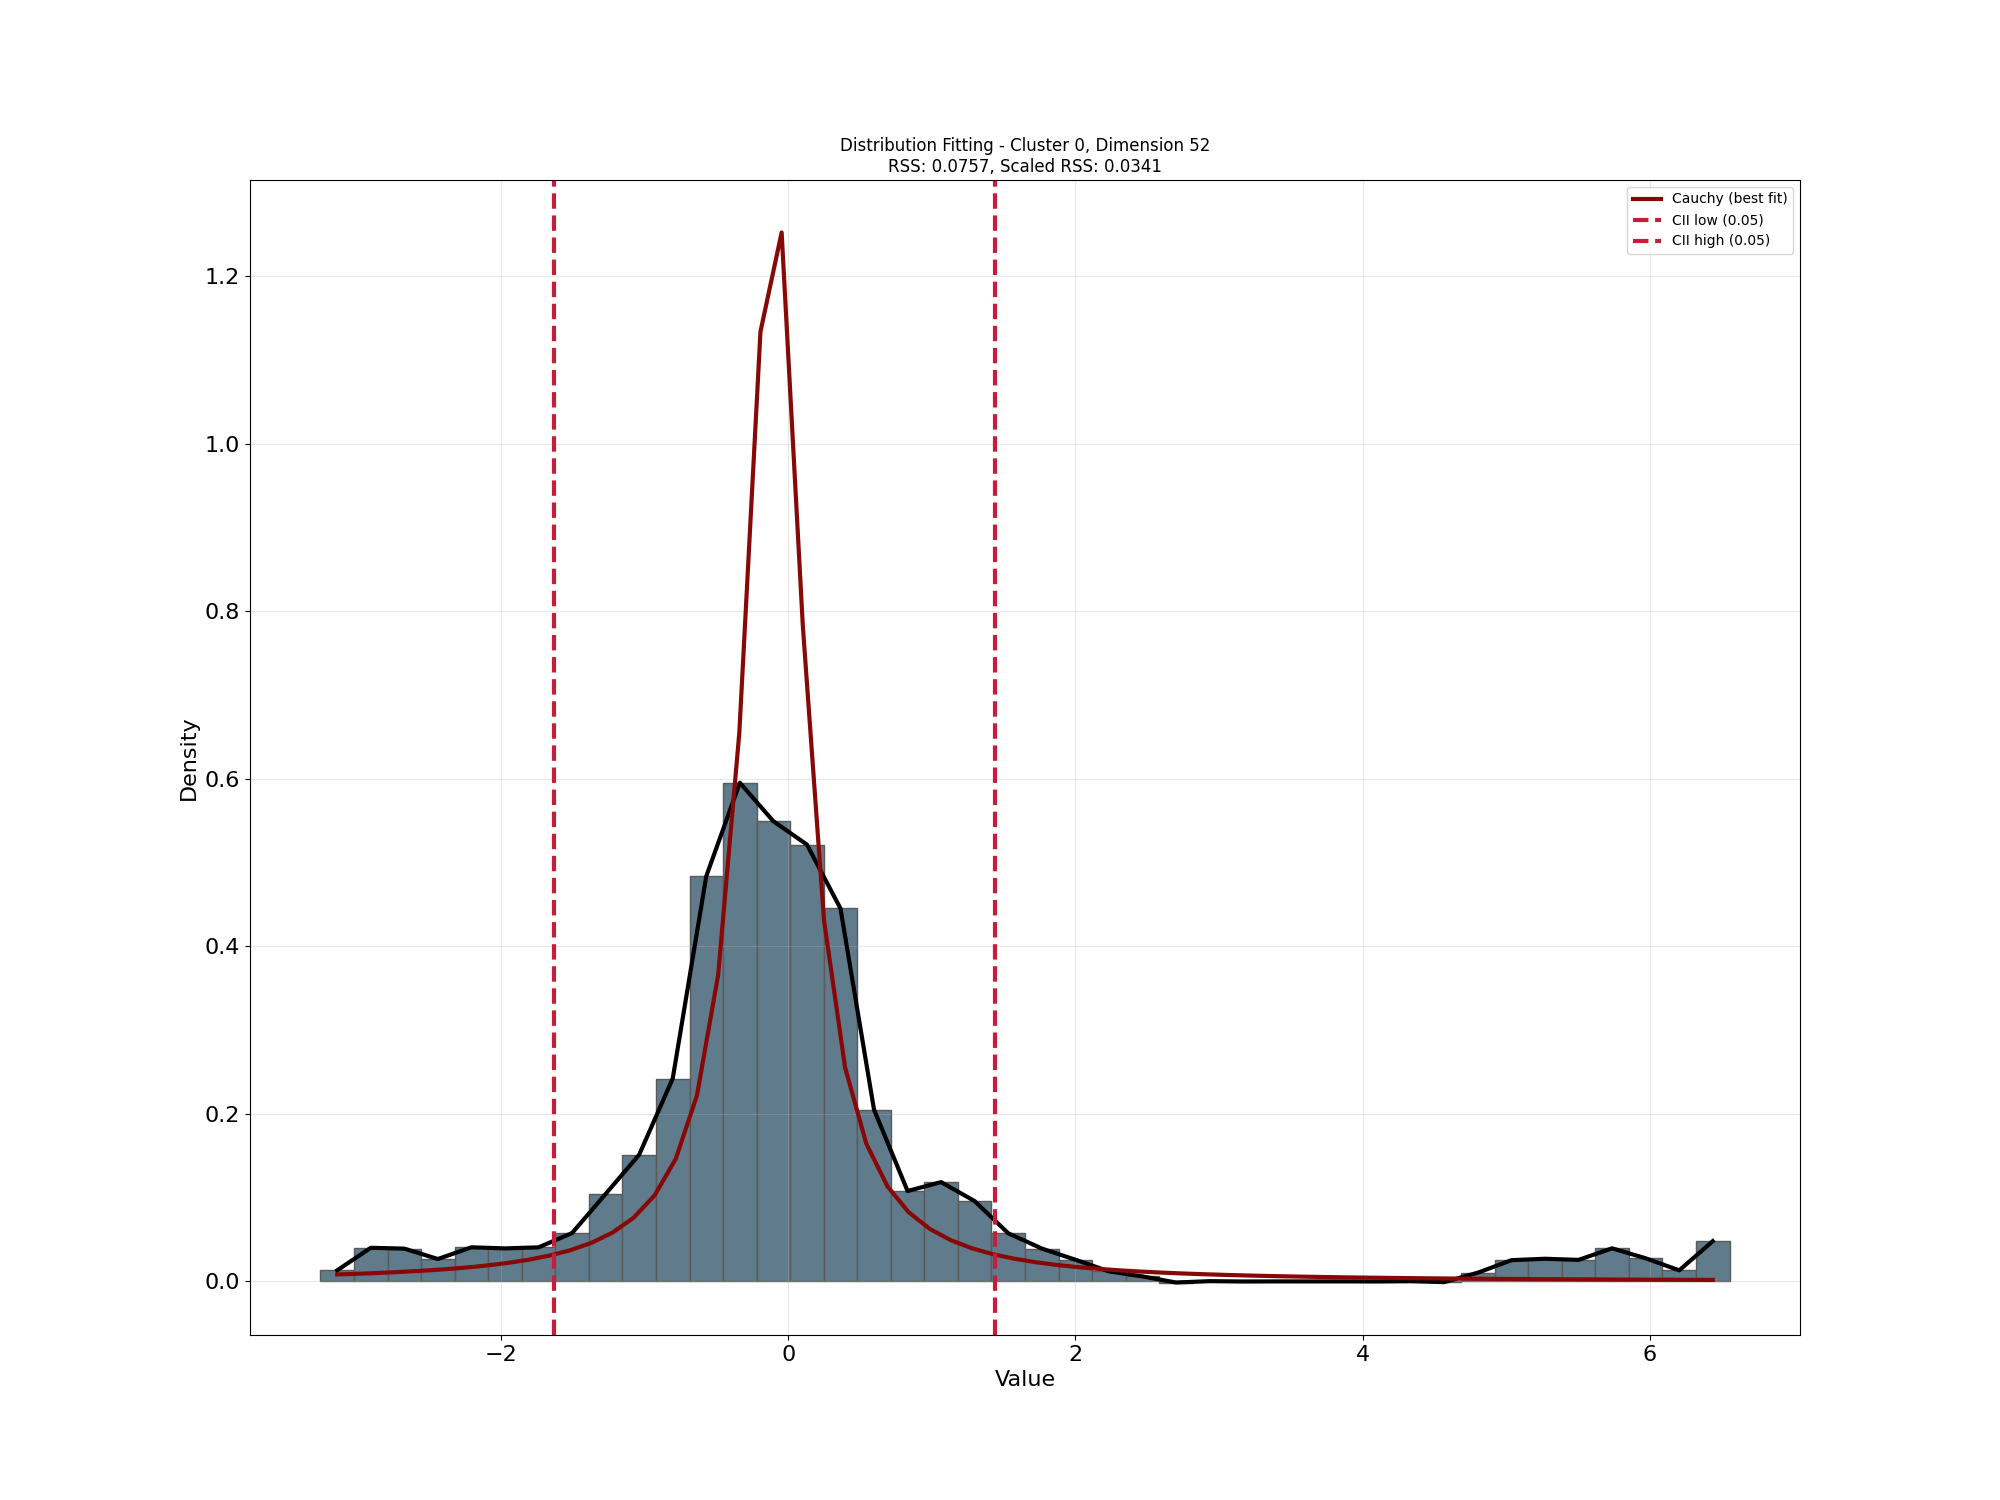 Distribution Fitting - Cluster 0, Dimension 52
RSS: 0.0757, Scaled RSS: 0.0341
Cauchy (best fit)
CII low (0.05)
CII high (0.05)
Density
1.2
1.0
0.8
0.6
0.4
0.2
0.0
−2 0 2 4 6
Value